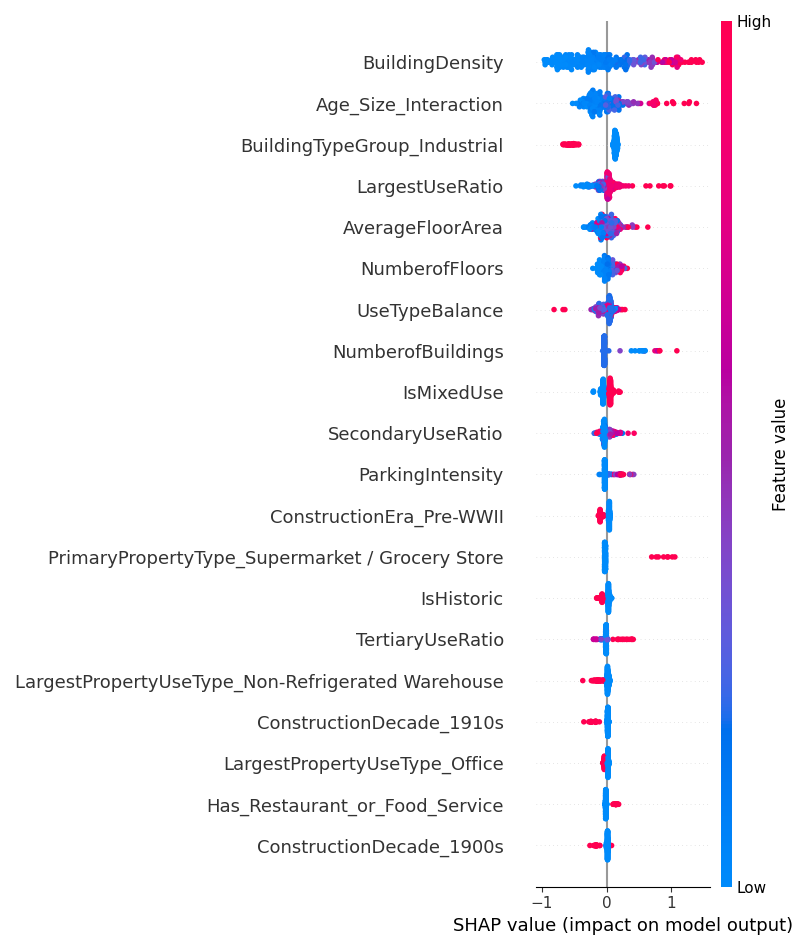 High
BuildingDensity
Age_Size_Interaction
BuildingTypeGroup_Industrial
LargestUseRatio
AverageFloorArea
NumberofFloors
UseTypeBalance
NumberofBuildings
IsMixedUse
SecondaryUseRatio
ParkingIntensity
ConstructionEra_Pre-WWII
PrimaryPropertyType_Supermarket / Grocery Store
IsHistoric
TertiaryUseRatio
LargestPropertyUseType_Non-Refrigerated Warehouse
ConstructionDecade_1910s
LargestPropertyUseType_Office
Has_Restaurant_or_Food_Service
ConstructionDecade_1900s
Feature value
Low
−1 0 1
SHAP value (impact on model output)